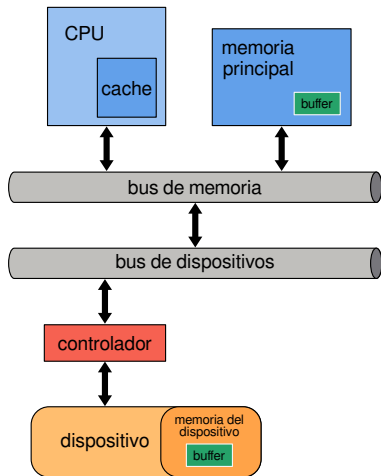 CPU
cache
memoria
principal
buffer
bus de memoria
bus de dispositivos
controlador
dispositivo
memoria del
dispositivo
buffer